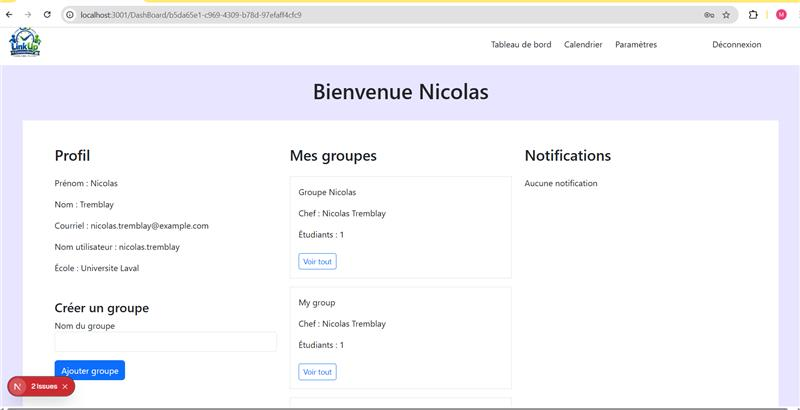 localhost:3001/DashBoard/b5da65e1-c969-4309-b78d-97efaff4cfc9
M
LinkUp
Tableau de bord
Calendrier
Paramètres
Déconnexion
Bienvenue Nicolas
Profil
Prénom : Nicolas
Nom : Tremblay
Courriel : nicolas.tremblay@example.com
Nom utilisateur : nicolas.tremblay
École : Universite Laval
Créer un groupe
Nom du groupe
Ajouter groupe
N
2 Issues
Mes groupes
Groupe Nicolas
Chef : Nicolas Tremblay
Étudiants : 1
Voir tout
My group
Chef : Nicolas Tremblay
Étudiants : 1
Voir tout
Notifications
Aucune notification